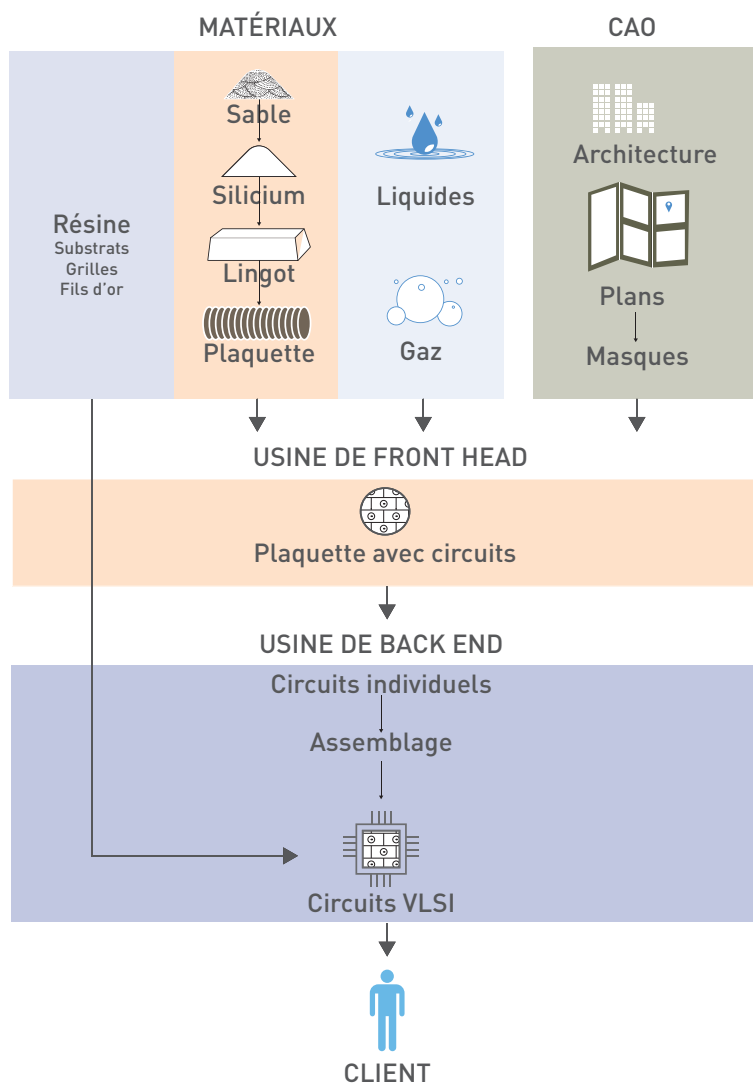 MATÉRIAUX
Résine
Substrats
Grilles
Fils d'or
Sable
Silicium
Lingot
Plaquette
Liquides
Gaz
CAO
Architecture
Plans
Masques
USINE DE FRONT HEAD
Plaquette avec circuits
USINE DE BACK END
Circuits individuels
Assemblage
Circuits VLSI
CLIENT